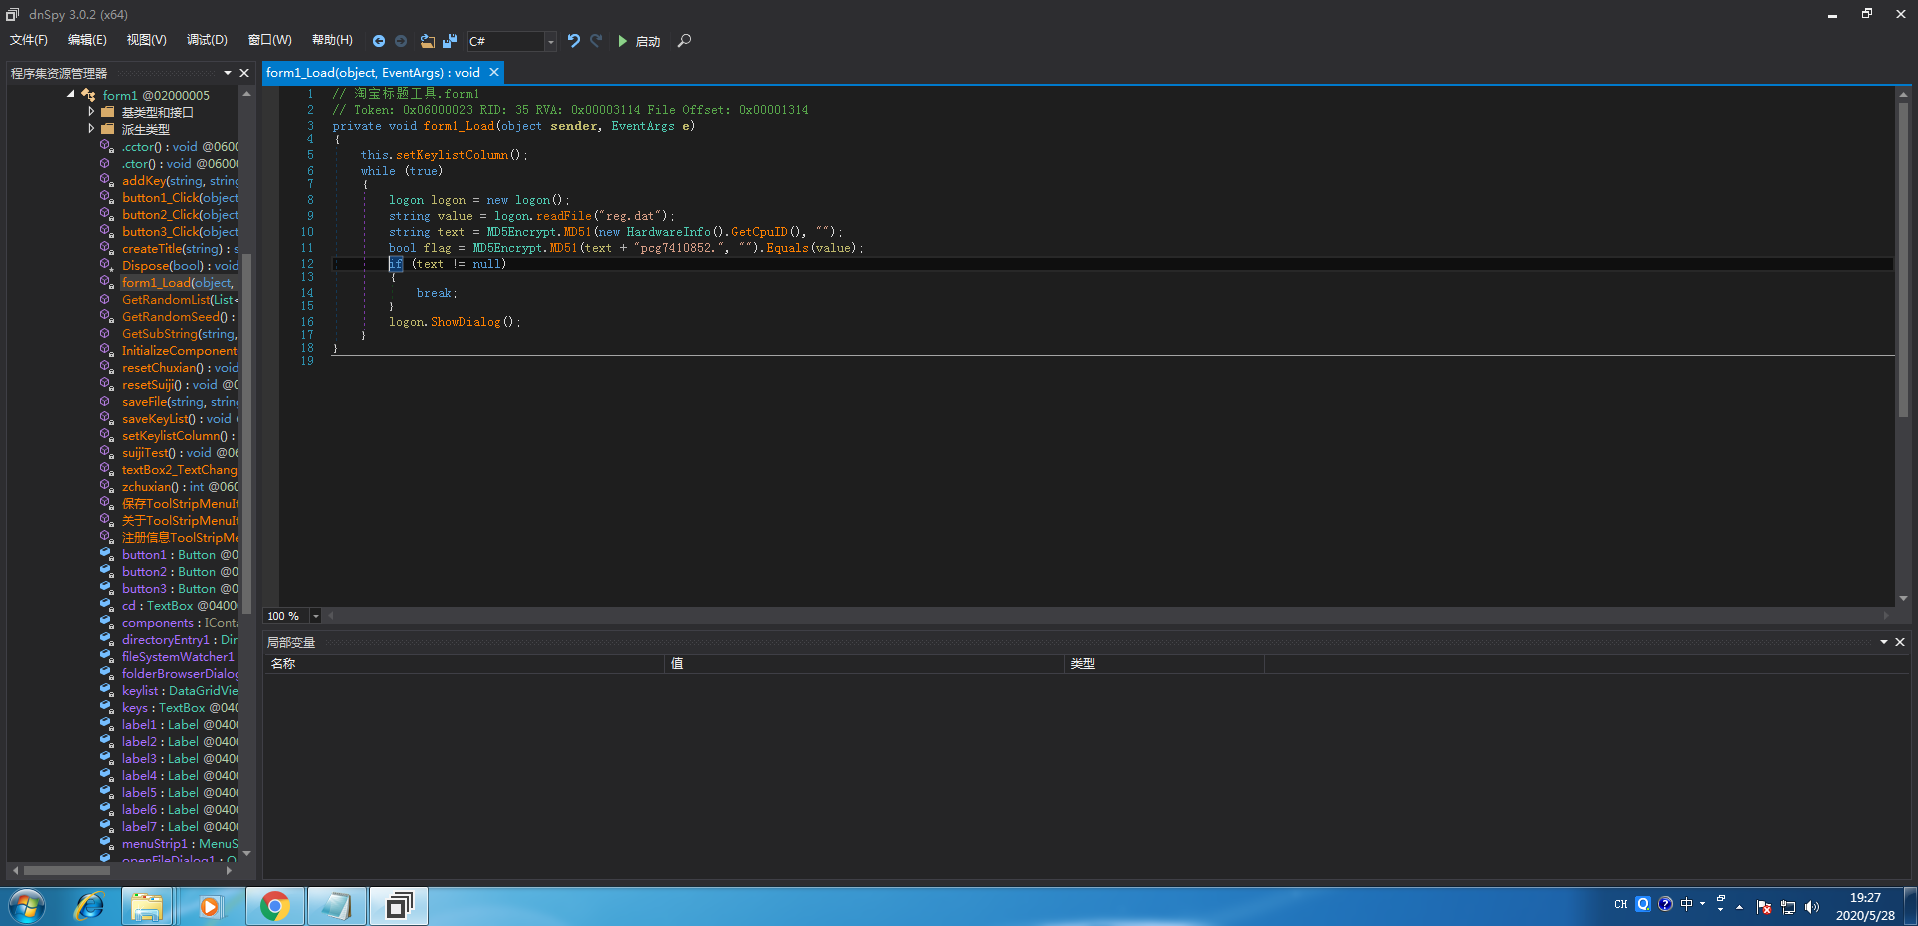 dnSpy 3.0.2 (x64)
文件(F) 编辑(E) 视图(V) 调试(D) 窗口(W) 帮助(H) C# 启动
程序集资源管理器
form1 @02000005
基类型和接口
派生类型
.cctor() : void @0600
.ctor() : void @0600
addKey(string, string
button1_Click(object
button2_Click(object
button3_Click(object
createTitle(string) : s
Dispose(bool) : void
form1_Load(object,
GetRandomList(List<
GetRandomSeed() :
GetSubString(string,
InitializeComponent
resetChuxian() : void
resetSuiji() : void @0
saveFile(string, string
saveKeyList() : void
setKeylistColumn() :
suijiTest() : void @06
textBox2_TextChang
zchuxian() : int @060
保存ToolStripMenuIt
关于ToolStripMenuIt
注册信息ToolStripMe
button1 : Button @0
button2 : Button @0
button3 : Button @0
cd : TextBox @0400
components : IConta
directoryEntry1 : Dir
fileSystemWatcher1
folderBrowserDialog
keylist : DataGridVie
keys : TextBox @040
label1 : Label @0400
label2 : Label @0400
label3 : Label @0400
label4 : Label @0400
label5 : Label @0400
label6 : Label @0400
label7 : Label @0400
menuStrip1 : MenuS
openFileDialog1 : O
form1_Load(object, EventArgs) : void
1 // 淘宝标题工具.form1
2 // Token: 0x06000023 RID: 35 RVA: 0x00003114 File Offset: 0x00001314
3 private void form1_Load(object sender, EventArgs e)
4 {
5 this.setKeylistColumn();
6 while (true)
7 {
8 logon logon = new logon();
9 string value = logon.readFile("reg.dat");
10 string text = MD5Encrypt.MD51(new HardwareInfo().GetCpuID(), "");
11 bool flag = MD5Encrypt.MD51(text + "pcg7410852.", "").Equals(value);
12 if (text != null)
13 {
14 break;
15 }
16 logon.ShowDialog();
17 }
18 }
19
100 %
局部变量
名称 值 类型
CH 中 19:27
2020/5/28